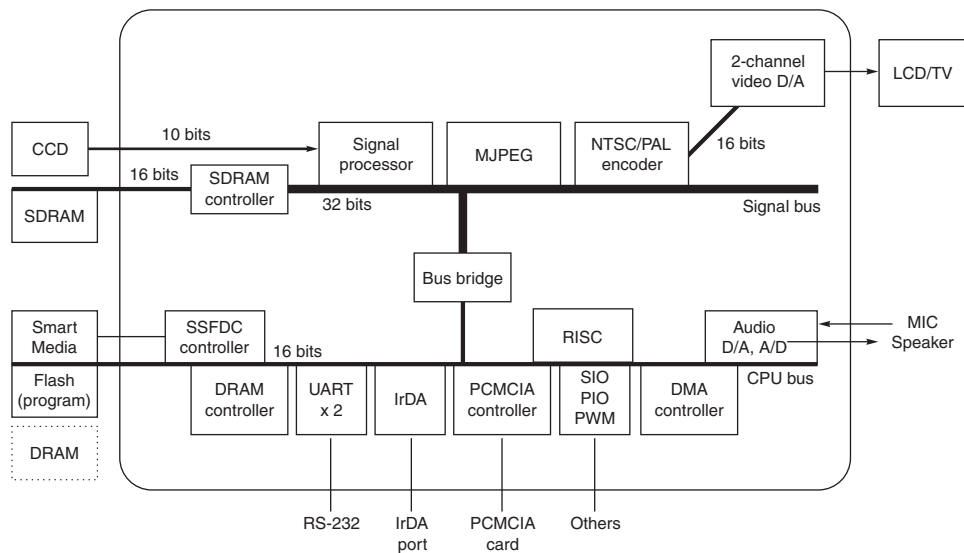 2-channel
video D/A
LCD/TV
CCD
10 bits
Signal
processor
MJPEG
NTSC/PAL
encoder
16 bits
16 bits
SDRAM
controller
SDRAM
32 bits
Signal bus
Bus bridge
Smart
Media
SSFDC
controller
16 bits
RISC
Audio
D/A, A/D
MIC
Speaker
CPU bus
Flash
(program)
DRAM
controller
UART
x 2
IrDA
PCMCIA
controller
SIO
PIO
PWM
DMA
controller
DRAM
RS-232
IrDA
port
PCMCIA
card
Others